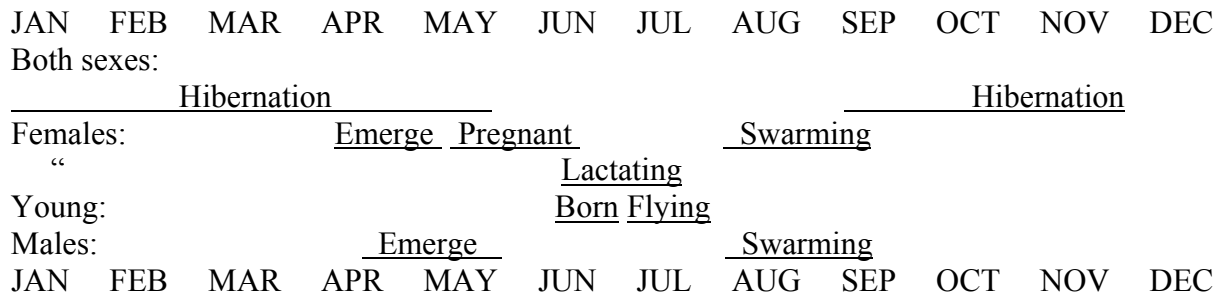 JAN FEB MAR APR MAY JUN JUL AUG SEP OCT NOV DEC
Both sexes:
Hibernation Hibernation
Females: Emerge Pregnant Swarming
“ Lactating
Young: Born Flying
Males: Emerge Swarming
JAN FEB MAR APR MAY JUN JUL AUG SEP OCT NOV DEC